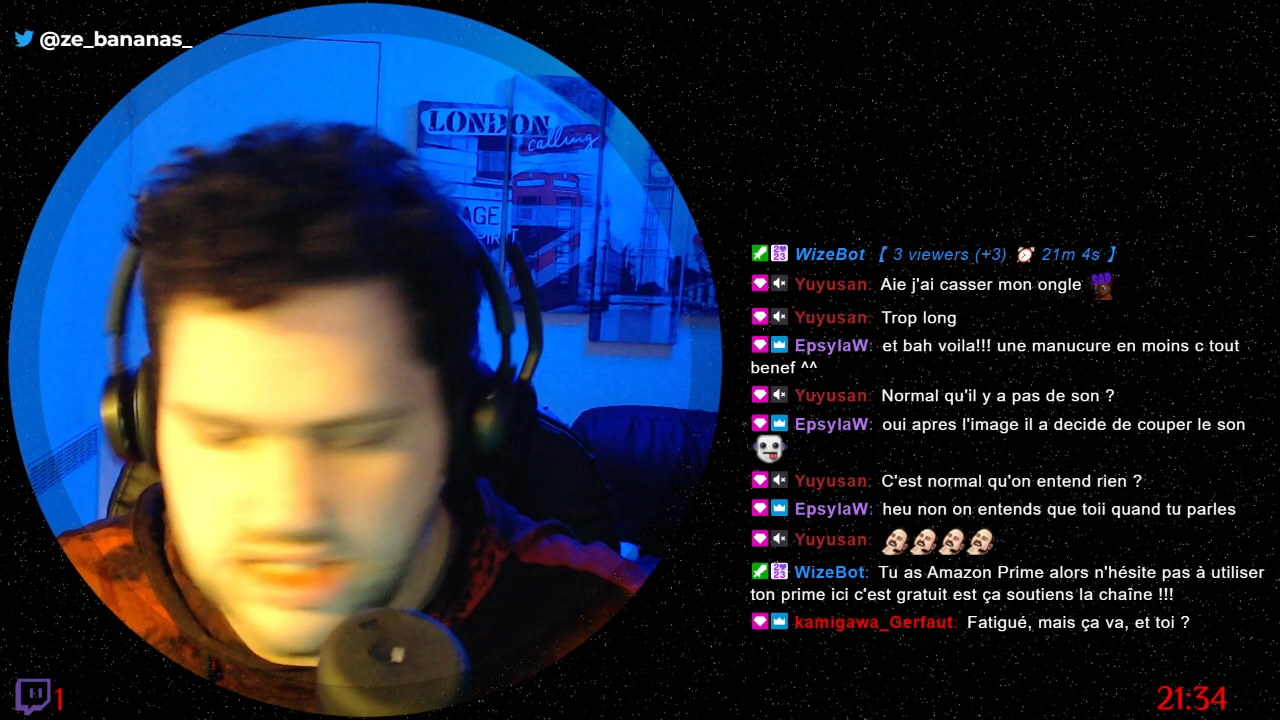 @ze_bananas_
LONDON
calling
WizeBot 【 3 viewers (+3) ⏰ 21m 4s 】
Yuyusan: Aie j'ai casser mon ongle
Yuyusan: Trop long
EpsylaW: et bah voila!!! une manucure en moins c tout
benef ^^
Yuyusan: Normal qu'il y a pas de son ?
EpsylaW: oui apres l'image il a decide de couper le son
Yuyusan: C'est normal qu'on entend rien ?
EpsylaW: heu non on entends que toii quand tu parles
Yuyusan:
WizeBot: Tu as Amazon Prime alors n'hésite pas à utiliser
ton prime ici c'est gratuit est ça soutiens la chaîne !!!
kamigawa_Gerfaut: Fatigué, mais ça va, et toi ?
1
21:34